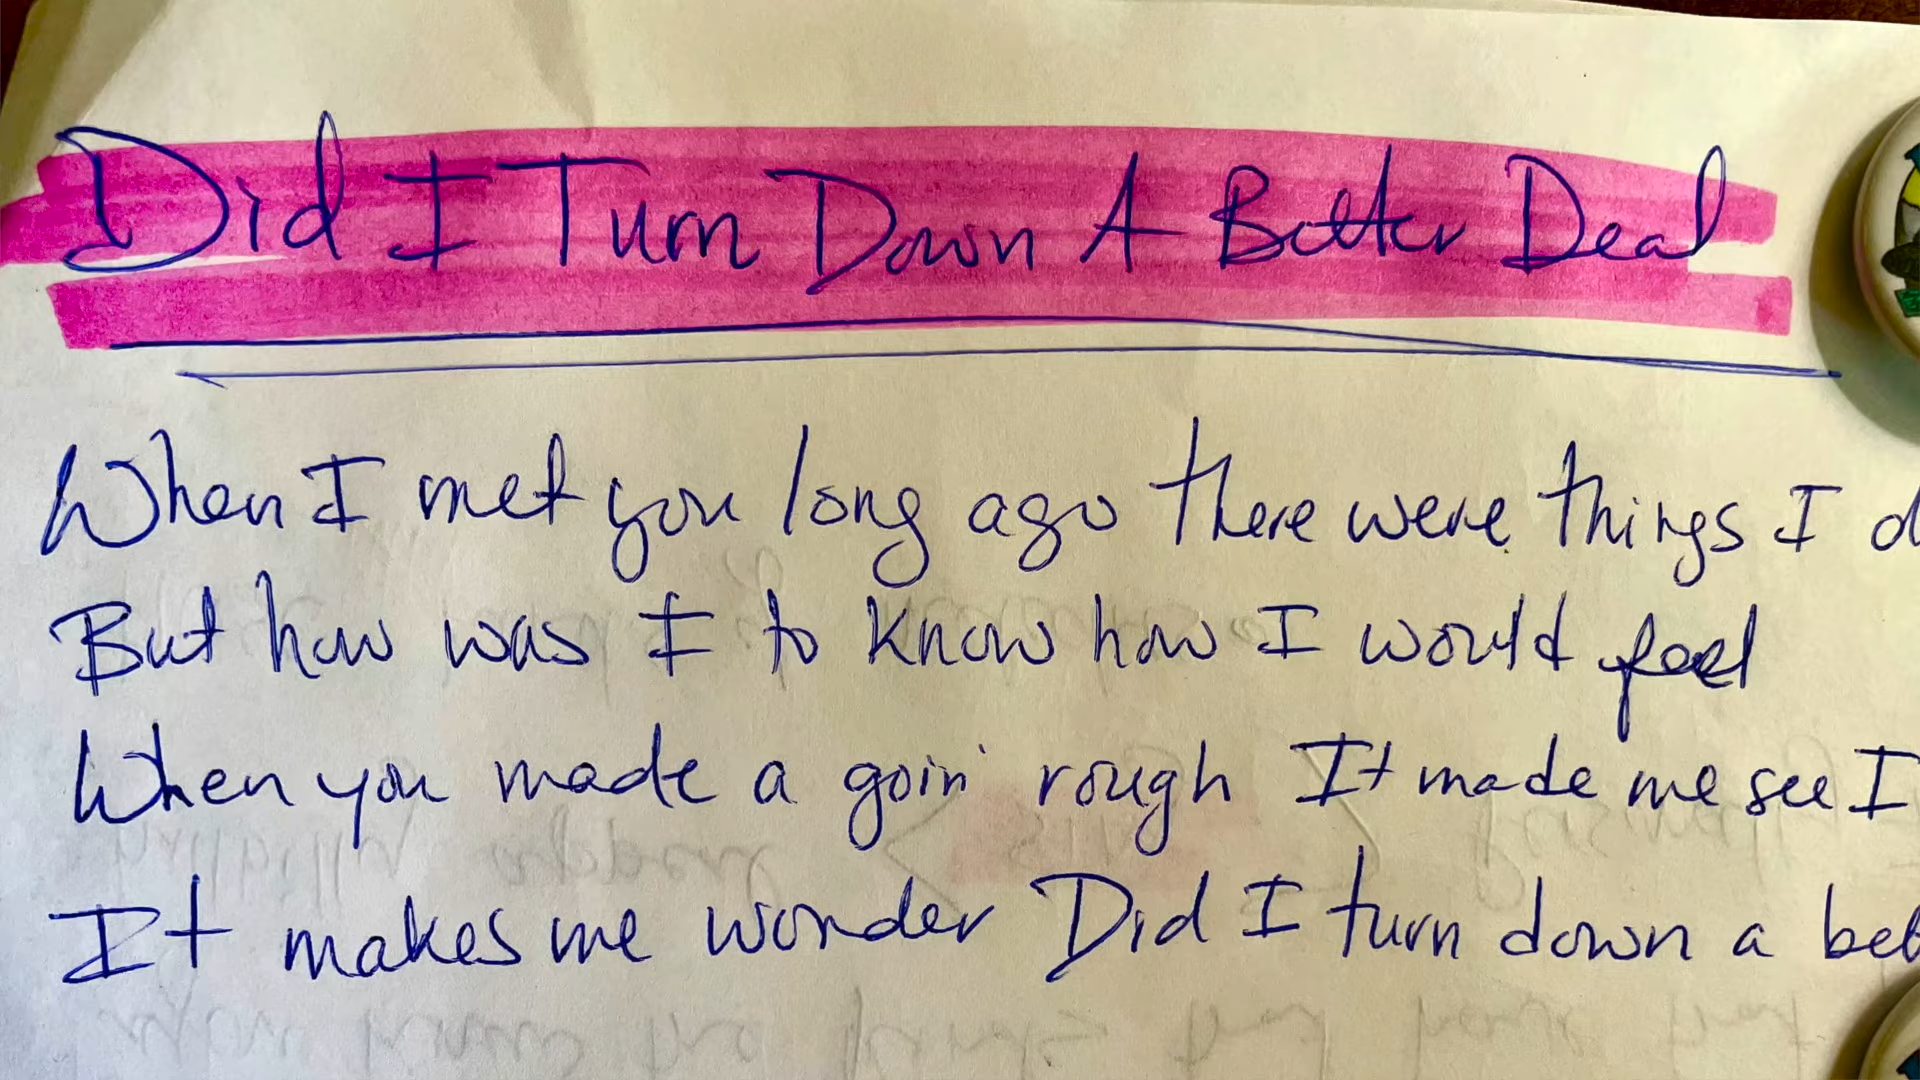 Did I Turn Down A Better Deal
When I met you long ago there were things I d
But how was I to know how I would feel
When you made a goin' rough It made me see I
It makes me wonder Did I turn down a bet